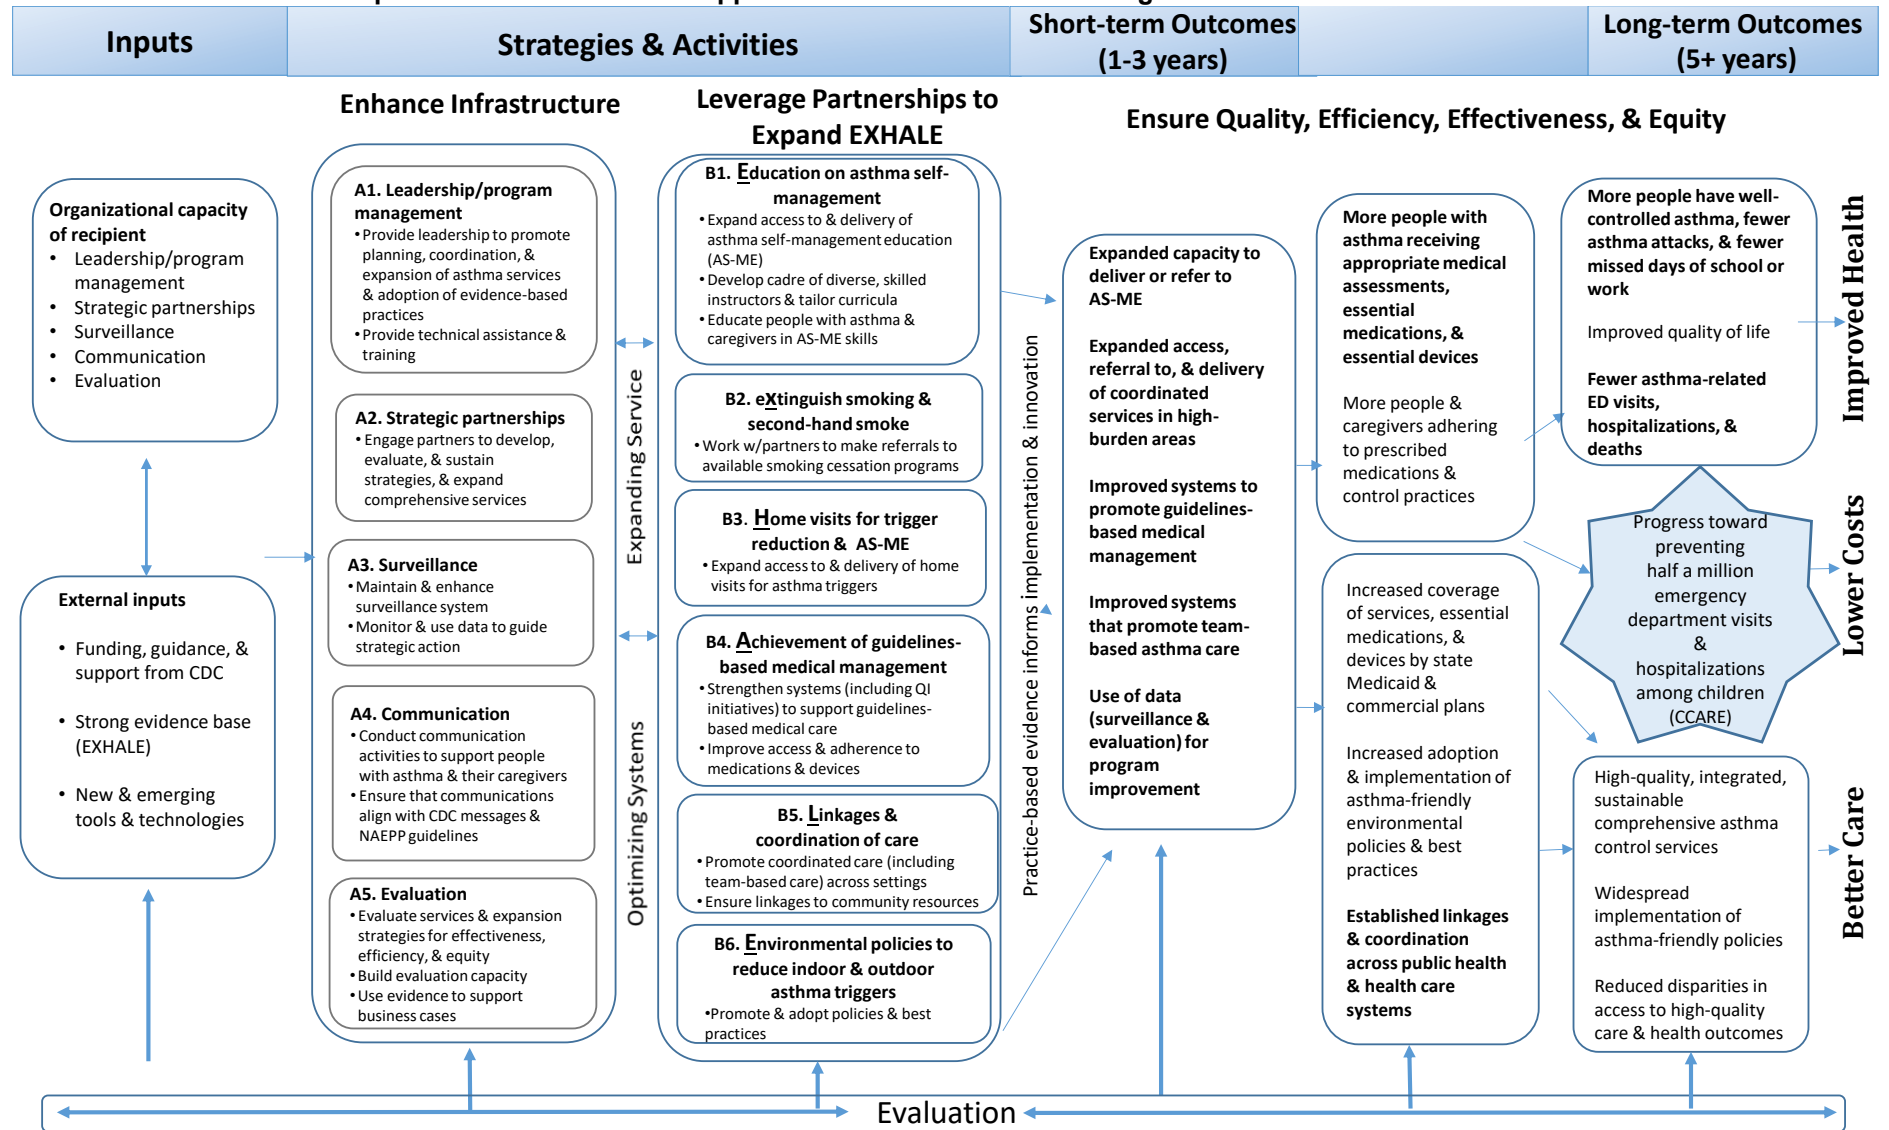 Inputs
Strategies & Activities
Short-term Outcomes
(1-3 years)
Long-term Outcomes
(5+ years)
Enhance Infrastructure
Leverage Partnerships to
Expand EXHALE
Ensure Quality, Efficiency, Effectiveness, & Equity
Organizational capacity
of recipient
• Leadership/program
management
• Strategic partnerships
• Surveillance
• Communication
• Evaluation
External inputs
• Funding, guidance, &
support from CDC
• Strong evidence base
(EXHALE)
• New & emerging
tools & technologies
A1. Leadership/program
management
• Provide leadership to promote
planning, coordination, &
expansion of asthma services
& adoption of evidence-based
practices
• Provide technical assistance &
training
A2. Strategic partnerships
• Engage partners to develop,
evaluate, & sustain
strategies, & expand
comprehensive services
A3. Surveillance
• Maintain & enhance
surveillance system
• Monitor & use data to guide
strategic action
A4. Communication
• Conduct communication
activities to support people
with asthma & their caregivers
• Ensure that communications
align with CDC messages &
NAEPP guidelines
A5. Evaluation
• Evaluate services & expansion
strategies for effectiveness,
efficiency, & equity
• Build evaluation capacity
• Use evidence to support
business cases
Expanding Service
Optimizing Systems
B1. Education on asthma self-
management
• Expand access to & delivery of
asthma self-management education
(AS-ME)
• Develop cadre of diverse, skilled
instructors & tailor curricula
• Educate people with asthma &
caregivers in AS-ME skills
B2. extinguish smoking &
second-hand smoke
• Work w/partners to make referrals to
available smoking cessation programs
B3. Home visits for trigger
reduction & AS-ME
• Expand access to & delivery of home
visits for asthma triggers
B4. Achievement of guidelines-
based medical management
• Strengthen systems (including QI
initiatives) to support guidelines-
based medical care
• Improve access & adherence to
medications & devices
B5. Linkages &
coordination of care
• Promote coordinated care (including
team-based care) across settings
• Ensure linkages to community resources
B6. Environmental policies to
reduce indoor & outdoor
asthma triggers
•Promote & adopt policies & best
practices
Practice-based evidence informs implementation & innovation
Expanded capacity to
deliver or refer to
AS-ME
Expanded access,
referral to, & delivery
of coordinated
services in high-
burden areas
Improved systems to
promote guidelines-
based medical
management
Improved systems
that promote team-
based asthma care
Use of data
(surveillance &
evaluation) for
program
improvement
More people with
asthma receiving
appropriate medical
assessments,
essential
medications, &
essential devices
More people &
caregivers adhering
to prescribed
medications &
control practices
Increased coverage
of services, essential
medications, &
devices by state
Medicaid &
commercial plans
Increased adoption
& implementation of
asthma-friendly
environmental
policies & best
practices
Established linkages
& coordination
across public health
& health care
systems
More people have well-
controlled asthma, fewer
asthma attacks, & fewer
missed days of school or
work
Improved quality of life
Fewer asthma-related
ED visits,
hospitalizations, &
deaths
Progress toward
preventing
half a million
emergency
department visits
&
hospitalizations
among children
(CCARE)
High-quality, integrated,
sustainable
comprehensive asthma
control services
Widespread
implementation of
asthma-friendly policies
Reduced disparities in
access to high-quality
care & health outcomes
Improved Health
Lower Costs
Better Care
Evaluation